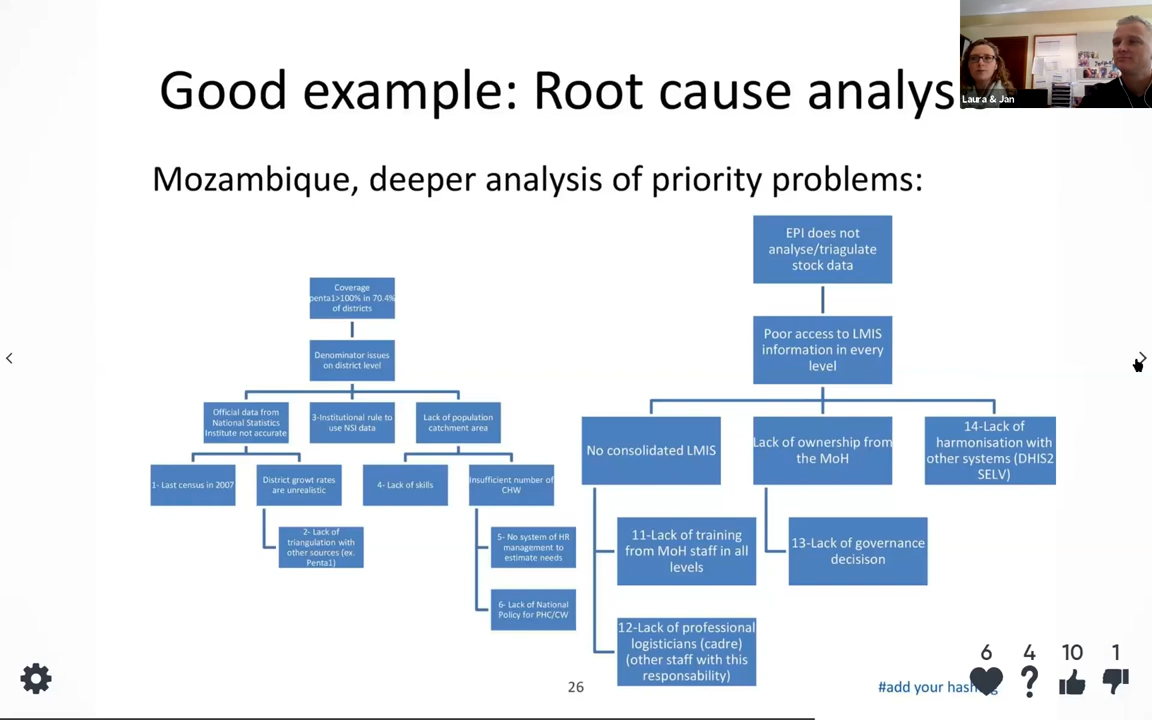 Good example: Root cause analys
Laura & Jan
Mozambique, deeper analysis of priority problems:
Coverage
penta1>100% in 70.4%
of districts
Denominator issues
on district level
Official data from
National Statistics
Institute not accurate
3-Institutional rule to
use NSI data
Lack of population
catchment area
1- Last census in 2007
District growt rates
are unrealistic
4- Lack of skills
Insufficient number of
CHW
2- Lack of
triangulation with
other sources (ex.
Penta1)
5- No system of HR
management to
estimate needs
6- Lack of National
Policy for PHC/CW
EPI does not
analyse/triagulate
stock data
Poor access to LMIS
information in every
level
No consolidated LMIS
Lack of ownership from
the MoH
14-Lack of
harmonisation with
other systems (DHIS2
SELV)
11-Lack of training
from MoH staff in all
levels
13-Lack of governance
decisison
12-Lack of professional
logisticians (cadre)
(other staff with this
responsability)
26
#add your hashtag
6 4 10 1